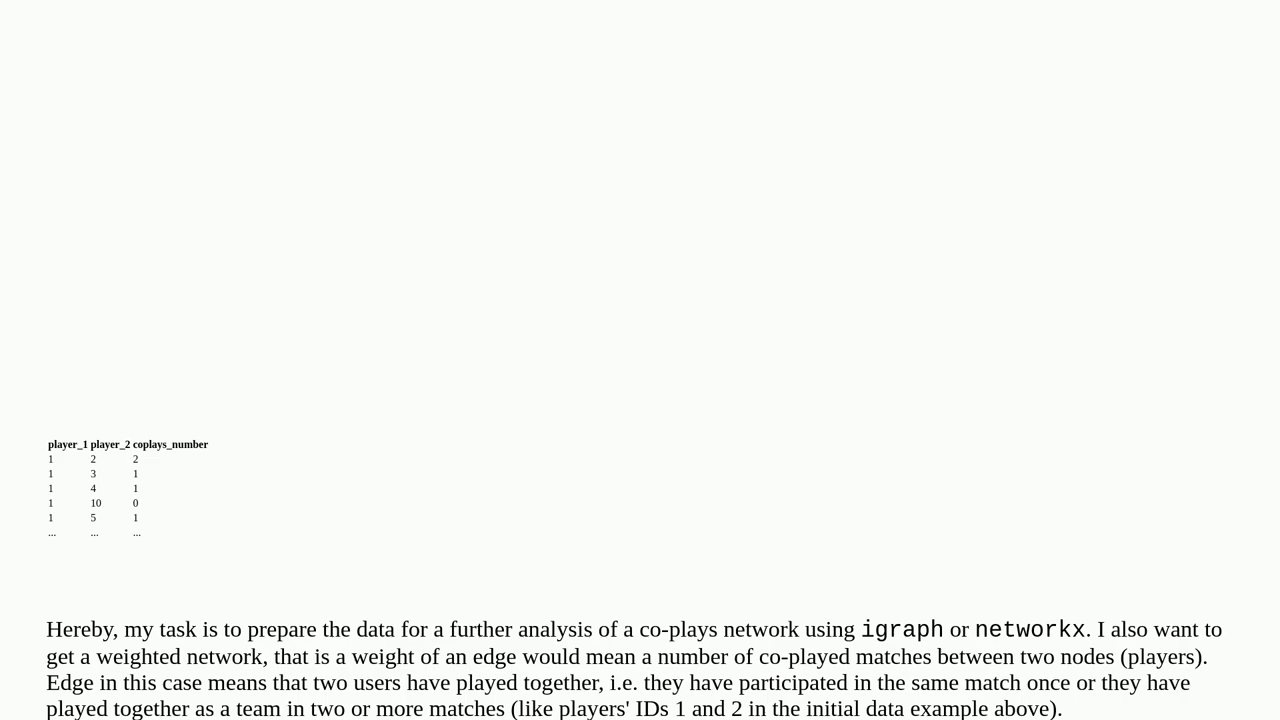 player_1 player_2 coplays_number
1 2 2
1 3 1
1 4 1
1 10 0
1 5 1
... ... ...
Hereby, my task is to prepare the data for a further analysis of a co-plays network using igraph or networkx. I also want to
get a weighted network, that is a weight of an edge would mean a number of co-played matches between two nodes (players).
Edge in this case means that two users have played together, i.e. they have participated in the same match once or they have
played together as a team in two or more matches (like players' IDs 1 and 2 in the initial data example above).